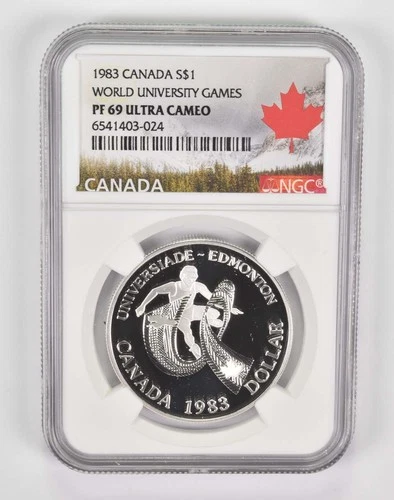 1983 CANADA S$1
WORLD UNIVERSITY GAMES
PF 69 ULTRA CAMEO
6541403-024
CANADA
NGC®
UNIVERSIADE ~ EDMONTON
CANADA 1983 DOLLAR